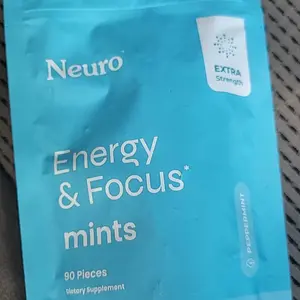 Neuro
EXTRA
Strength
Energy
& Focus*
mints
PEPPERMINT
90 Pieces
Dietary Supplement